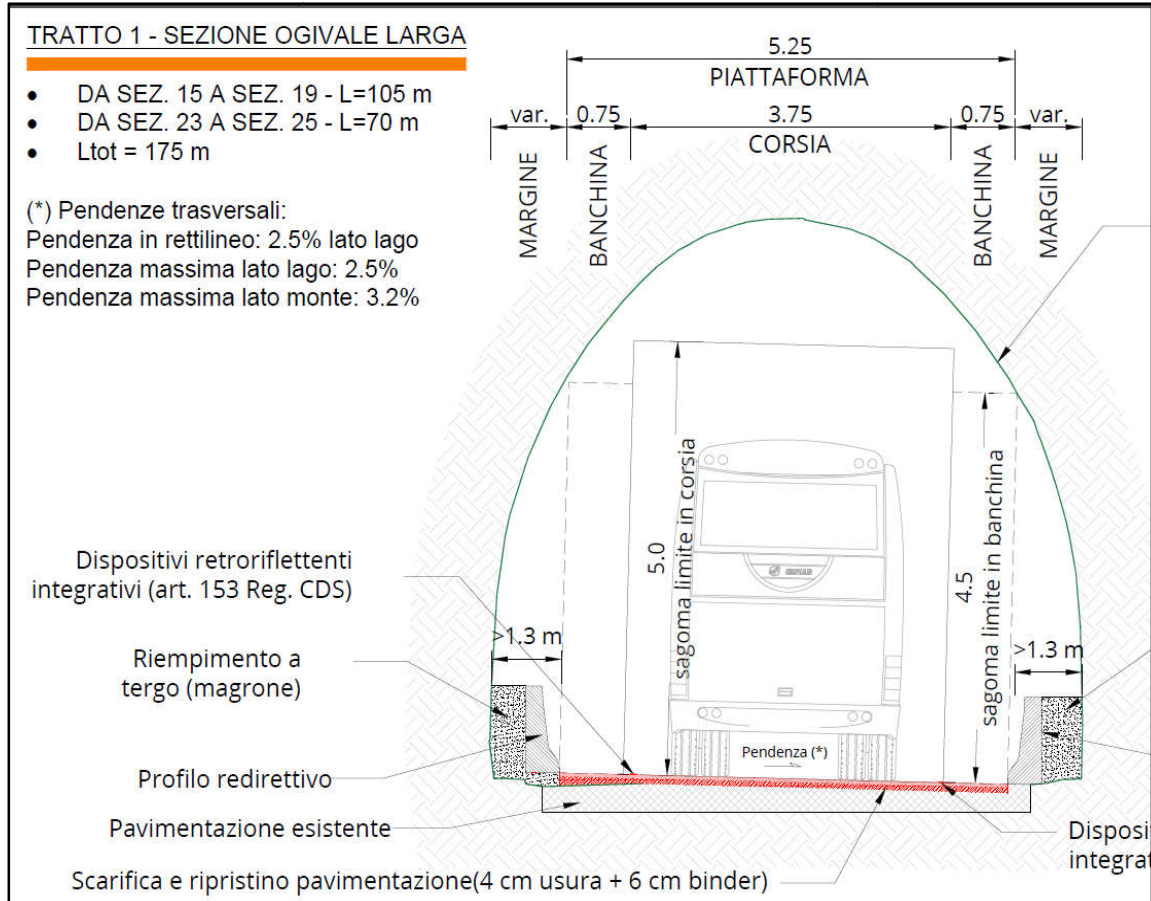 TRATTO 1 - SEZIONE OGIVALE LARGA
• DA SEZ. 15 A SEZ. 19 - L=105 m
• DA SEZ. 23 A SEZ. 25 - L=70 m
• Ltot = 175 m
(*) Pendenze trasversali:
Pendenza in rettilineo: 2.5% lato lago
Pendenza massima lato lago: 2.5%
Pendenza massima lato monte: 3.2%
5.25
PIATTAFORMA
var. 0.75 3.75 0.75 var.
CORSIA
MARGINE
BANCHINA
BANCHINA
MARGINE
5.0
sagoma limite in corsia
4.5
sagoma limite in banchina
Dispositivi retroriflettenti
integrativi (art. 153 Reg. CDS)
>1.3 m
>1.3 m
Riempimento a
tergo (magrone)
Pendenza (*)
Profilo redirettivo
Pavimentazione esistente
Disposit
integrat
Scarifica e ripristino pavimentazione(4 cm usura + 6 cm binder)